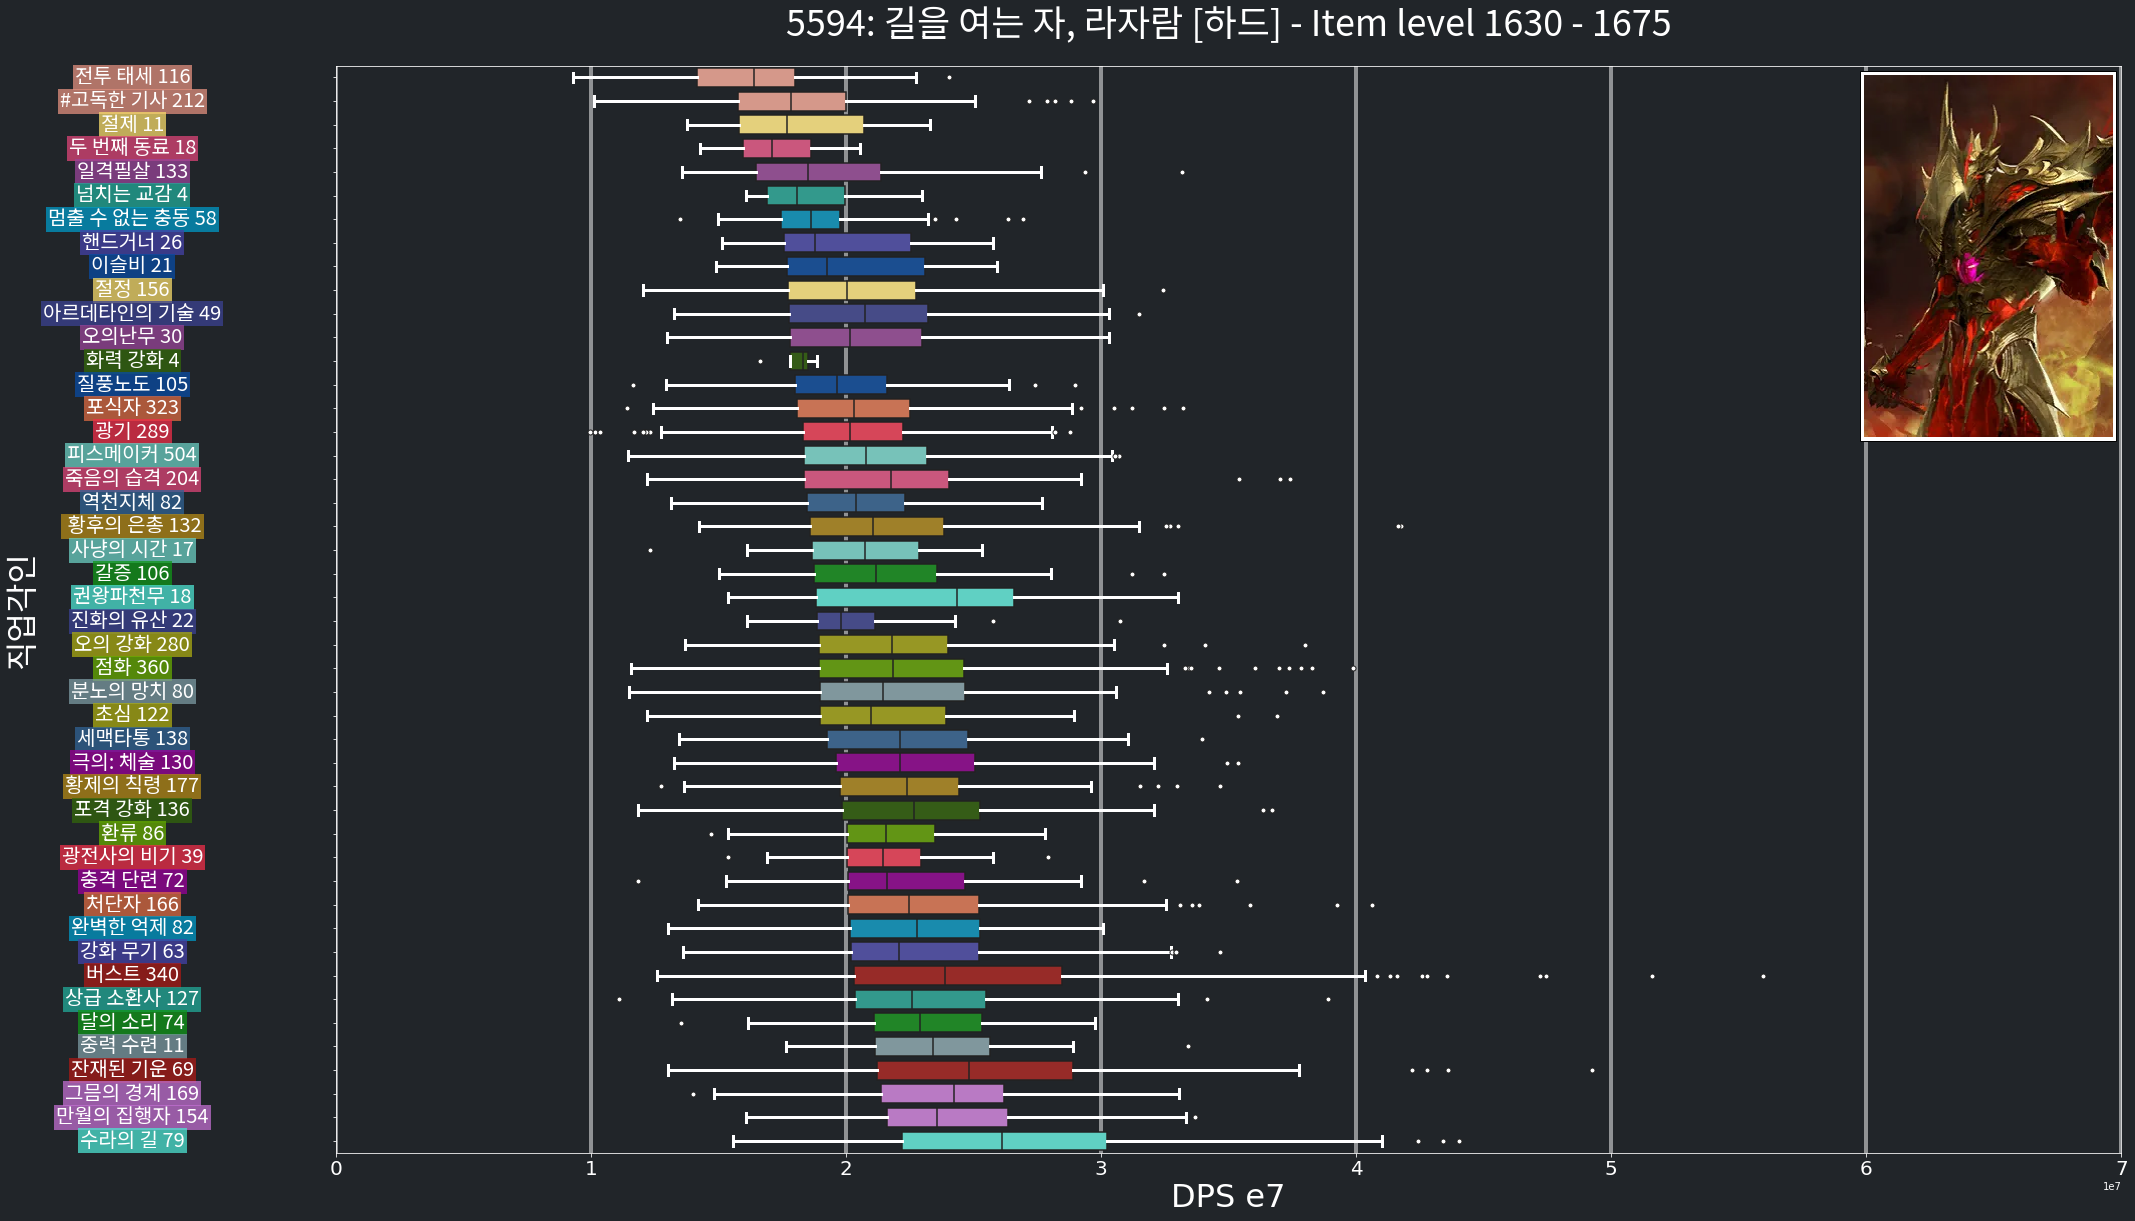 5594: 길을 여는 자, 라자람 [하드] - Item level 1630 - 1675
직업각인
전투 태세 116
#고독한 기사 212
절제 11
두 번째 동료 18
일격필살 133
넘치는 교감 4
멈출 수 없는 충동 58
핸드거너 26
이슬비 21
절정 156
아르데타인의 기술 49
오의난무 30
화력 강화 4
질풍노도 105
포식자 323
광기 289
피스메이커 504
죽음의 습격 204
역천지체 82
황후의 은총 132
사냥의 시간 17
갈증 106
권왕파천무 18
진화의 유산 22
오의 강화 280
점화 360
분노의 망치 80
초심 122
세맥타통 138
극의: 체술 130
황제의 칙령 177
포격 강화 136
환류 86
광전사의 비기 39
충격 단련 72
처단자 166
완벽한 억제 82
강화 무기 63
버스트 340
상급 소환사 127
달의 소리 74
중력 수련 11
잔재된 기운 69
그믐의 경계 169
만월의 집행자 154
수라의 길 79
0 1 2 3 4 5 6 7
1e7
DPS e7